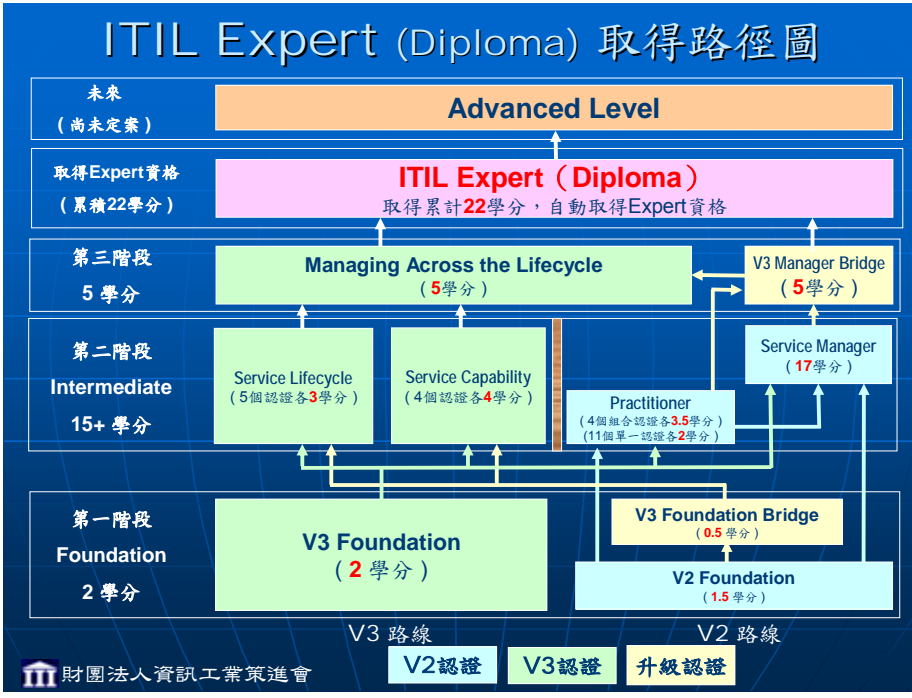 ITIL Expert (Diploma) 取得路徑圖
未來
(尚未定案)
Advanced Level
取得Expert資格
(累積22學分)
ITIL Expert(Diploma)
取得累計22學分,自動取得Expert資格
第三階段
5 學分
Managing Across the Lifecycle
(5學分)
V3 Manager Bridge
(5學分)
第二階段
Intermediate
15+ 學分
Service Lifecycle
(5個認證各3學分)
Service Capability
(4個認證各4學分)
Practitioner
(4個組合認證各3.5學分)
(11個單一認證各2學分)
Service Manager
(17學分)
第一階段
Foundation
2 學分
V3 Foundation
(2 學分)
V3 Foundation Bridge
(0.5 學分)
V2 Foundation
(1.5 學分)
V3 路線
V2 路線
財團法人資訊工業策進會
V2認證
V3認證
升級認證